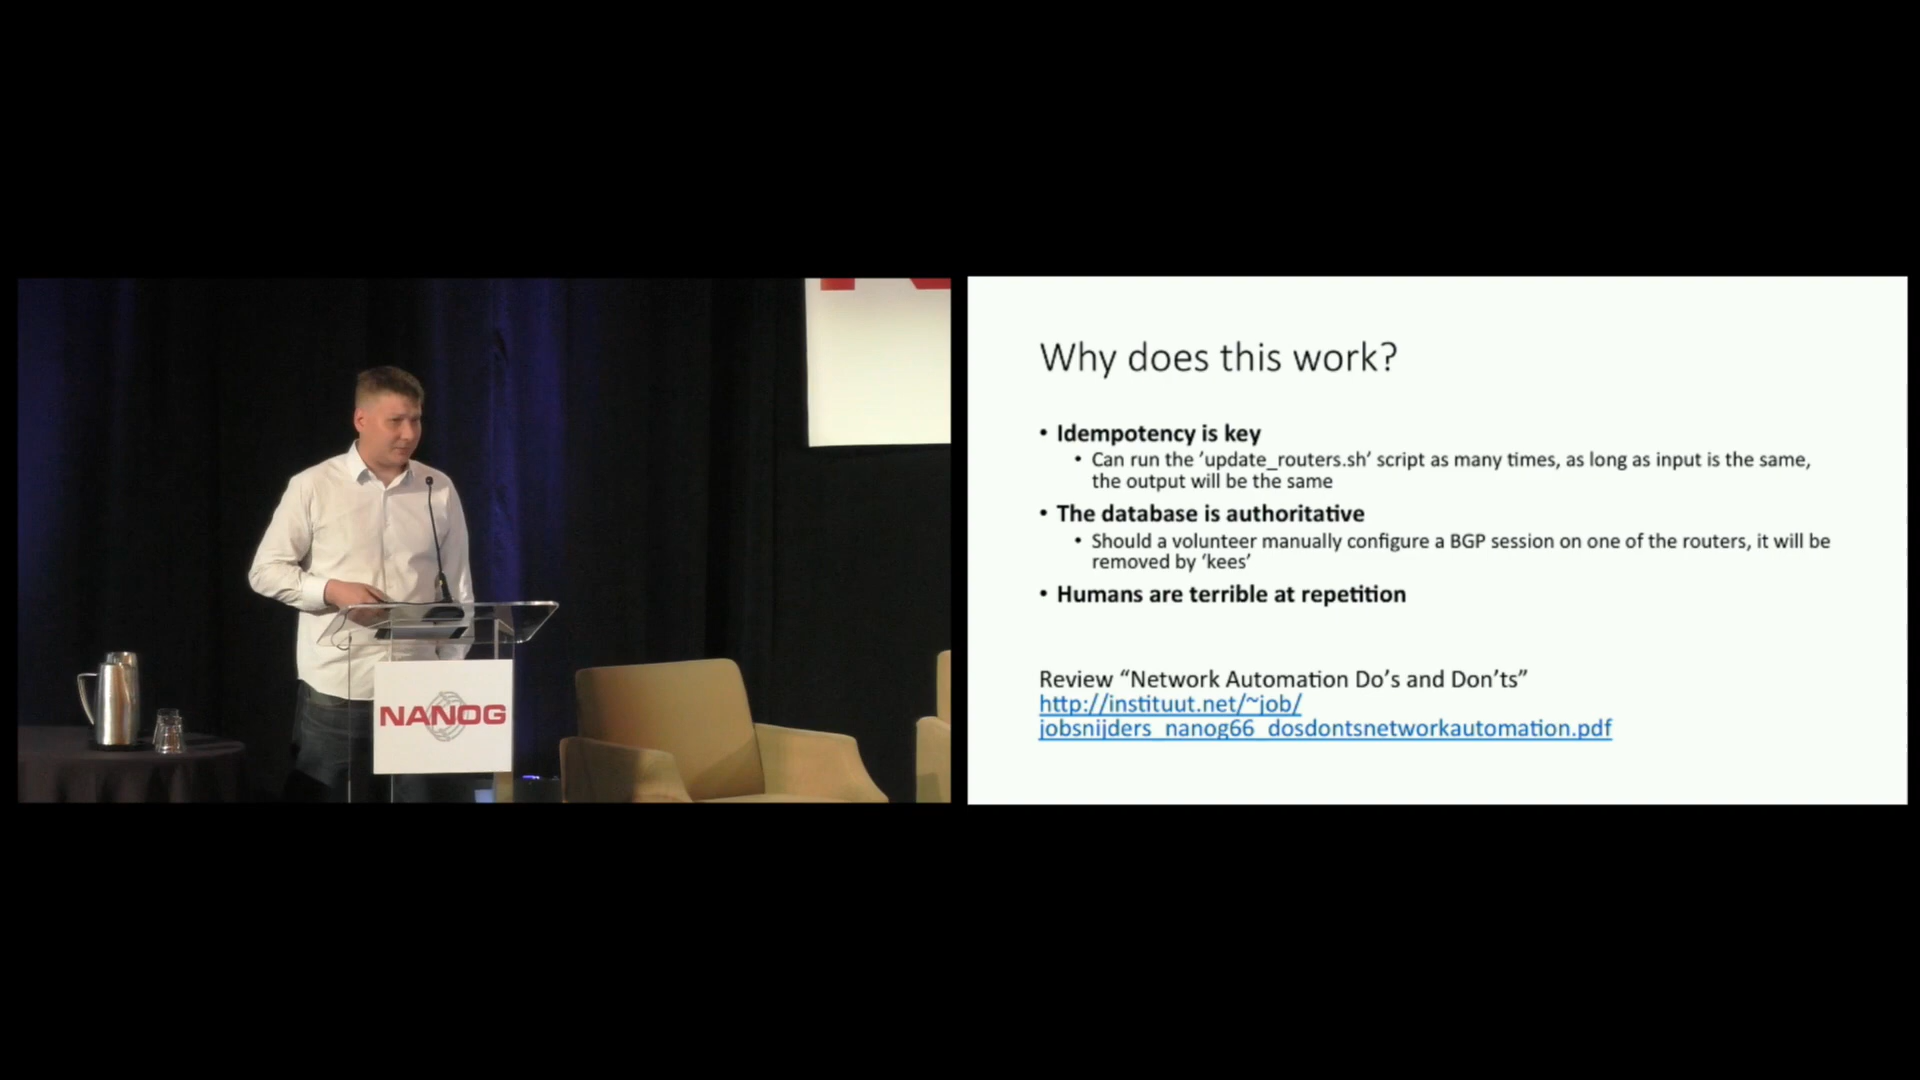 NANOG
Why does this work?
• Idempotency is key
• Can run the ’update_routers.sh’ script as many times, as long as input is the same,
the output will be the same
• The database is authoritative
• Should a volunteer manually configure a BGP session on one of the routers, it will be
removed by ‘kees’
• Humans are terrible at repetition
Review “Network Automation Do’s and Don’ts”
http://instituut.net/~job/
jobsnijders_nanog66_dosdontsnetworkautomation.pdf